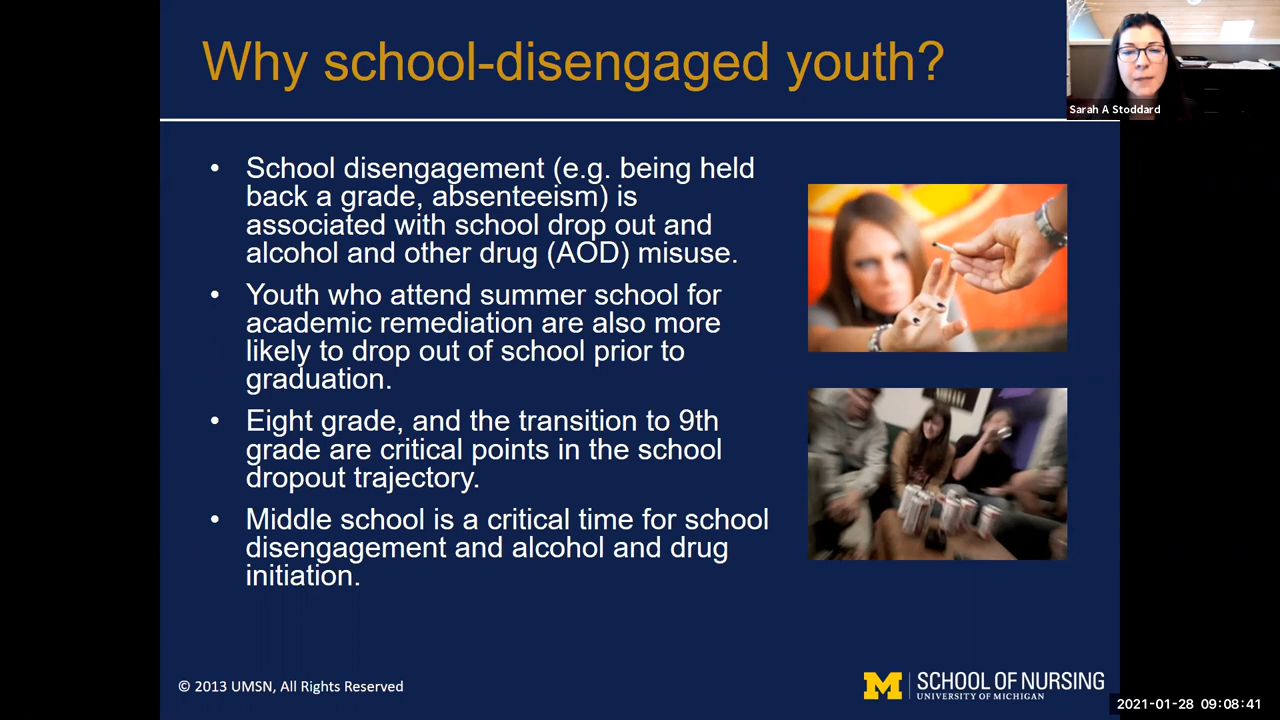 Why school-disengaged youth?
Sarah A Stoddard
• School disengagement (e.g. being held
back a grade, absenteeism) is
associated with school drop out and
alcohol and other drug (AOD) misuse.
• Youth who attend summer school for
academic remediation are also more
likely to drop out of school prior to
graduation.
• Eight grade, and the transition to 9th
grade are critical points in the school
dropout trajectory.
• Middle school is a critical time for school
disengagement and alcohol and drug
initiation.
© 2013 UMSN, All Rights Reserved
M SCHOOL OF NURSING
UNIVERSITY OF MICHIGAN
2021-01-28 09:08:41